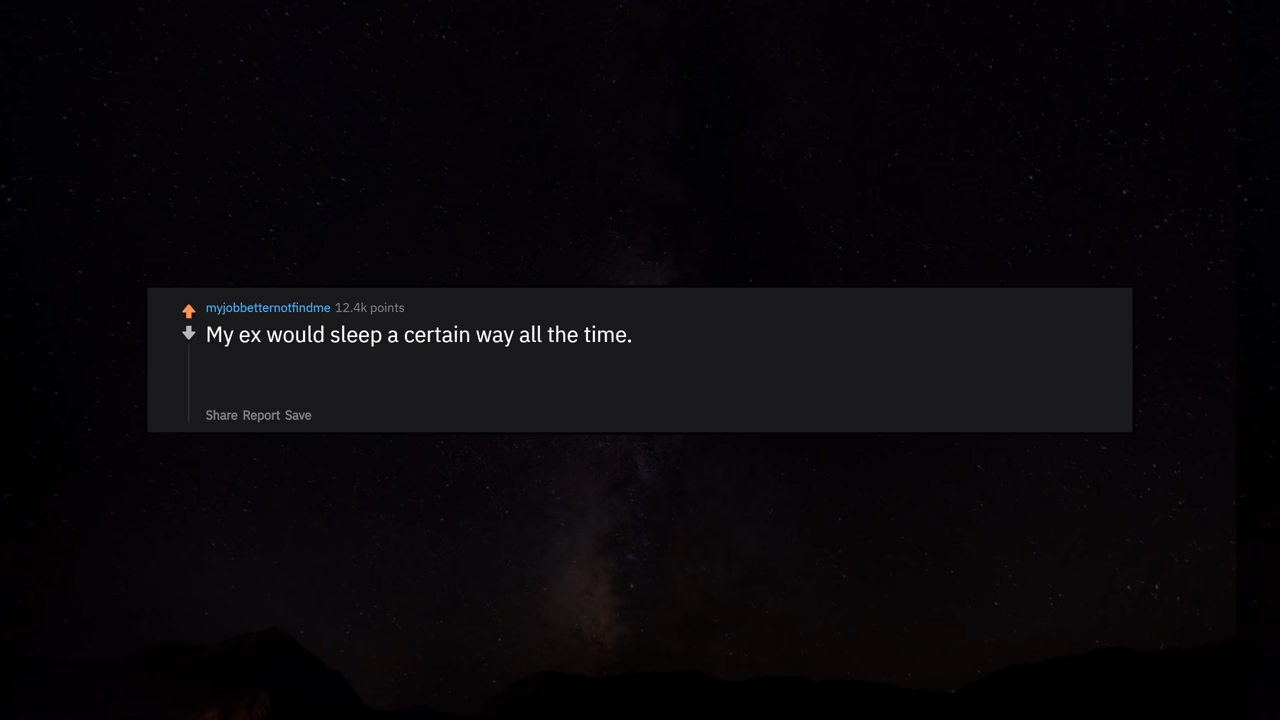 myjobbetternotfindme 12.4k points
My ex would sleep a certain way all the time.
Share Report Save